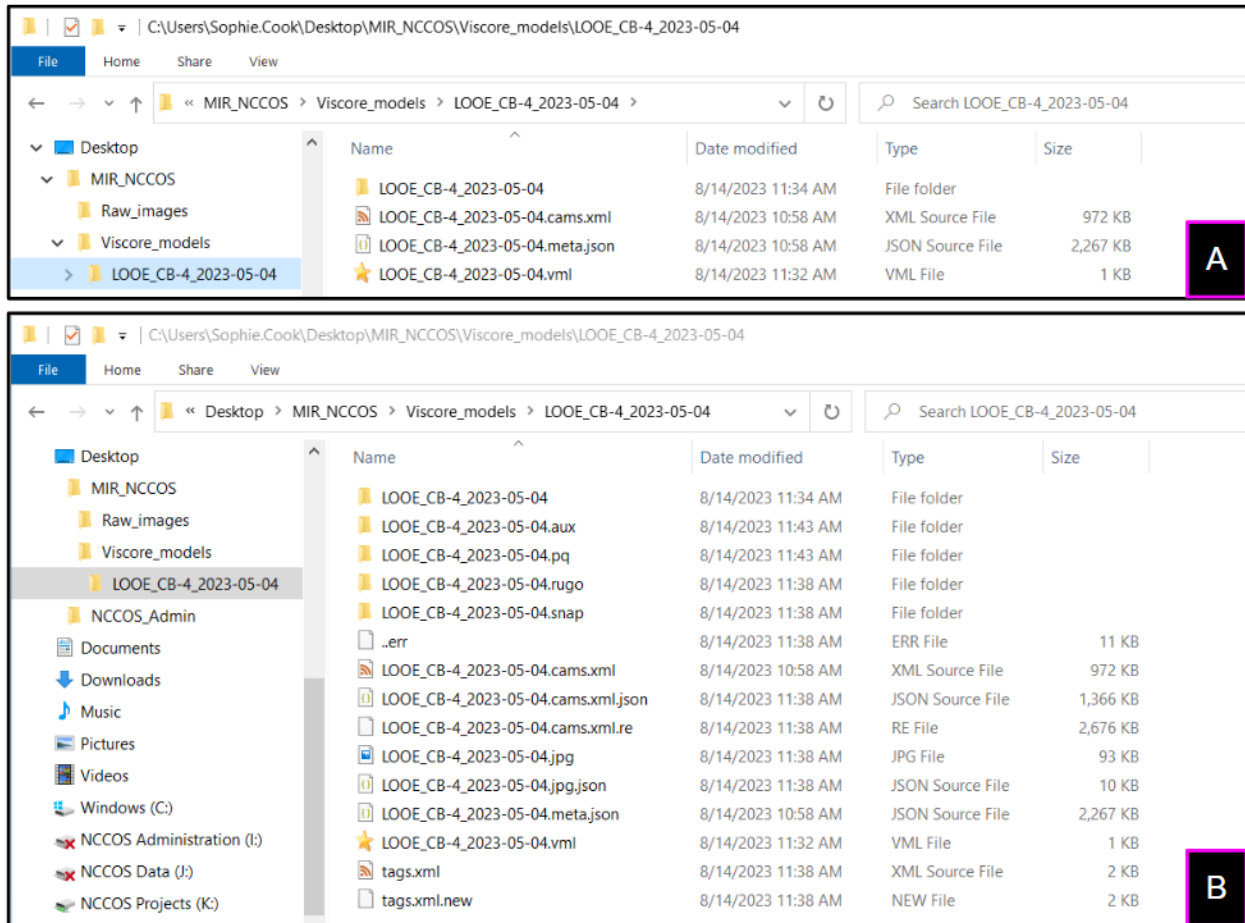 C:\Users\Sophie.Cook\Desktop\MIR_NCCOS\Viscore_models\LOOE_CB-4_2023-05-04
File Home Share View
« MIR_NCCOS > Viscore_models > LOOE_CB-4_2023-05-04 > Search LOOE_CB-4_2023-05-04
Desktop Name Date modified Type Size
MIR_NCCOS LOOE_CB-4_2023-05-04 8/14/2023 11:34 AM File folder
Raw_images LOOE_CB-4_2023-05-04.cams.xml 8/14/2023 10:58 AM XML Source File 972 KB
Viscore_models LOOE_CB-4_2023-05-04.meta.json 8/14/2023 10:58 AM JSON Source File 2,267 KB
LOOE_CB-4_2023-05-04 LOOE_CB-4_2023-05-04.vml 8/14/2023 11:32 AM VML File 1 KB
A
C:\Users\Sophie.Cook\Desktop\MIR_NCCOS\Viscore_models\LOOE_CB-4_2023-05-04
File Home Share View
« Desktop > MIR_NCCOS > Viscore_models > LOOE_CB-4_2023-05-04 Search LOOE_CB-4_2023-05-04
Desktop Name Date modified Type Size
MIR_NCCOS LOOE_CB-4_2023-05-04 8/14/2023 11:34 AM File folder
Raw_images LOOE_CB-4_2023-05-04.aux 8/14/2023 11:43 AM File folder
Viscore_models LOOE_CB-4_2023-05-04.pq 8/14/2023 11:43 AM File folder
LOOE_CB-4_2023-05-04 LOOE_CB-4_2023-05-04.rugo 8/14/2023 11:38 AM File folder
NCCOS_Admin LOOE_CB-4_2023-05-04.snap 8/14/2023 11:38 AM File folder
Documents ..err 8/14/2023 11:38 AM ERR File 11 KB
Downloads LOOE_CB-4_2023-05-04.cams.xml 8/14/2023 10:58 AM XML Source File 972 KB
Music LOOE_CB-4_2023-05-04.cams.xml.json 8/14/2023 11:38 AM JSON Source File 1,366 KB
Pictures LOOE_CB-4_2023-05-04.cams.xml.re 8/14/2023 11:38 AM RE File 2,676 KB
Videos LOOE_CB-4_2023-05-04.jpg 8/14/2023 11:38 AM JPG File 93 KB
Windows (C:) LOOE_CB-4_2023-05-04.jpg.json 8/14/2023 11:38 AM JSON Source File 10 KB
LOOE_CB-4_2023-05-04.meta.json 8/14/2023 10:58 AM JSON Source File 2,267 KB
NCCOS Administration (I:) LOOE_CB-4_2023-05-04.vml 8/14/2023 11:32 AM VML File 1 KB
NCCOS Data (J:) tags.xml 8/14/2023 11:38 AM XML Source File 2 KB
NCCOS Projects (K:) tags.xml.new 8/14/2023 11:38 AM NEW File 2 KB
B